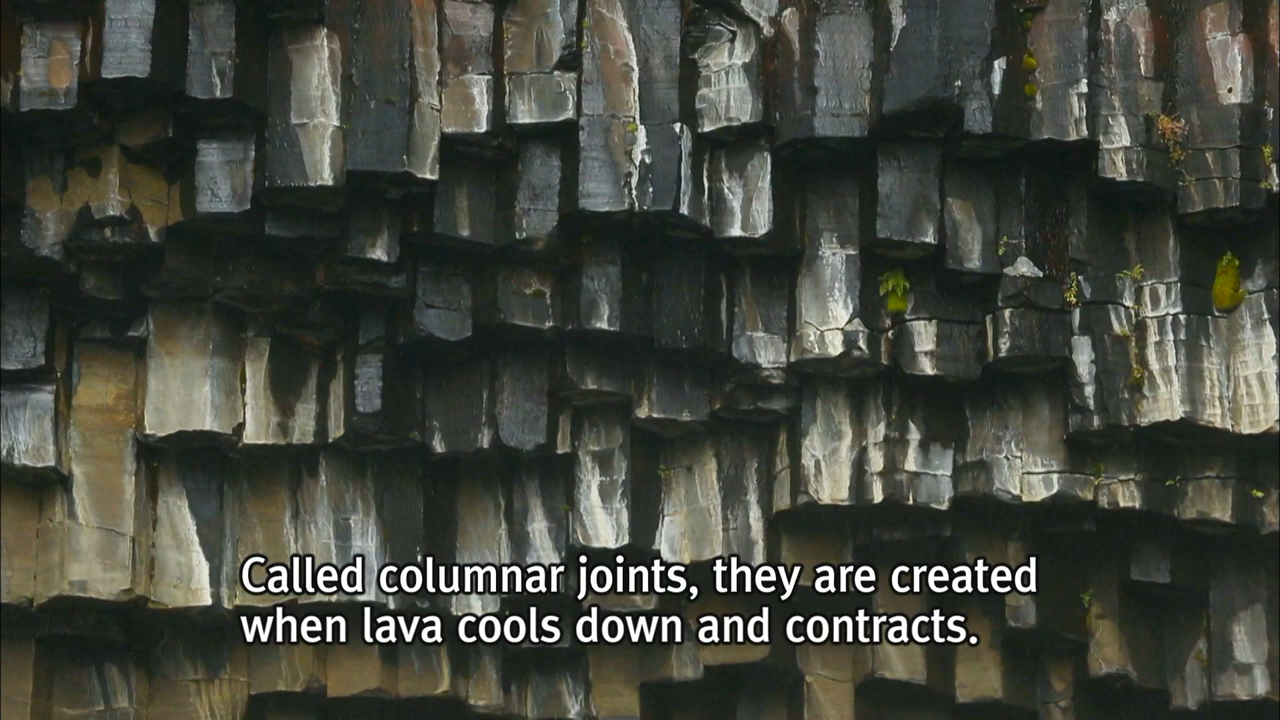 Called columnar joints, they are created
when lava cools down and contracts.